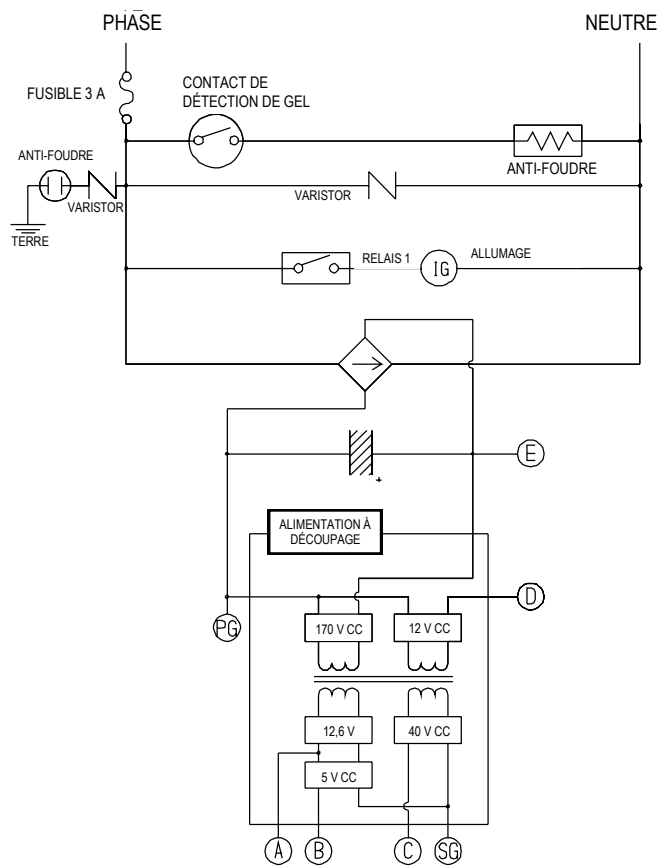 PHASE
NEUTRE
FUSIBLE 3 A
CONTACT DE
DÉTECTION DE GEL
ANTI-FOUDRE
ANTI-FOUDRE
VARISTOR
VARISTOR
TERRE
RELAIS 1
IG
ALLUMAGE
+
E
ALIMENTATION À
DÉCOUPAGE
D
PG
170 V CC
12 V CC
12,6 V
40 V CC
5 V CC
A
B
C
SG